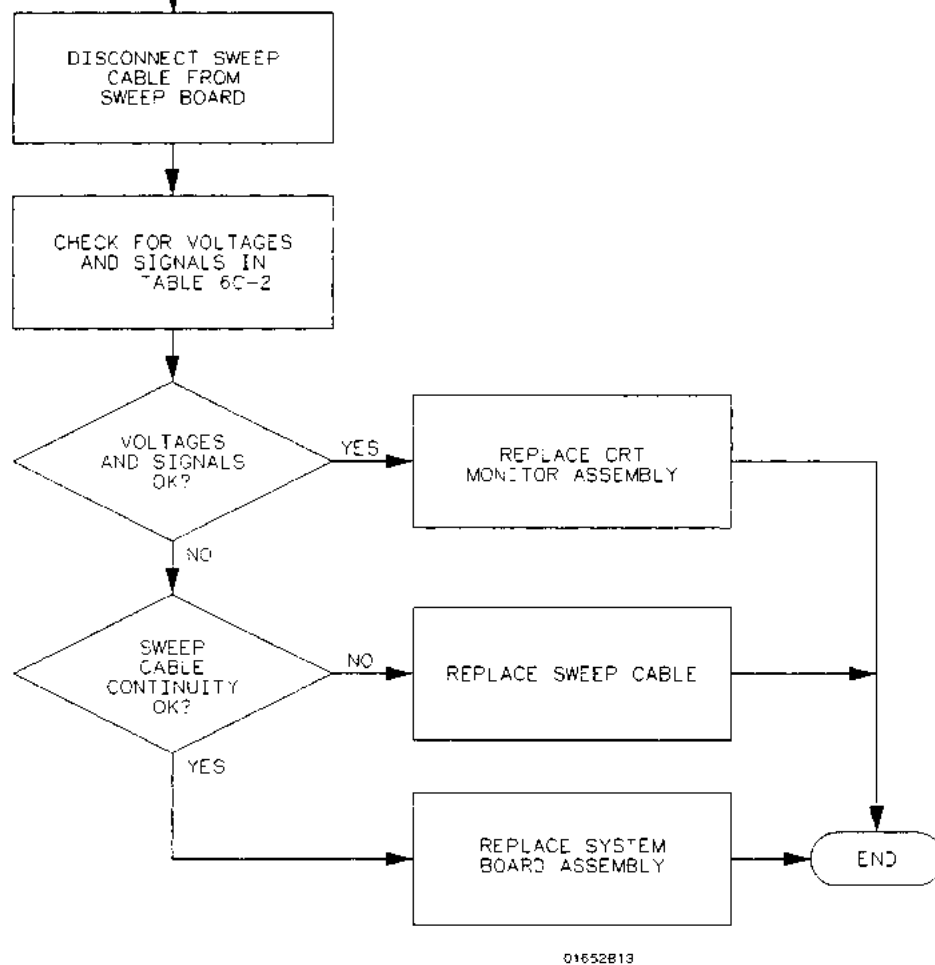 DISCONNECT SWEEP
CABLE FROM
SWEEP BOARD
CHECK FOR VOLTAGES
AND SIGNALS IN
TABLE 6C-2
VOLTAGES
AND SIGNALS
OK?
YES
REPLACE CRT
MONITOR ASSEMBLY
NO
SWEEP
CABLE
CONTINUITY
OK?
NO
REPLACE SWEEP CABLE
YES
REPLACE SYSTEM
BOARD ASSEMBLY
END
01652B13